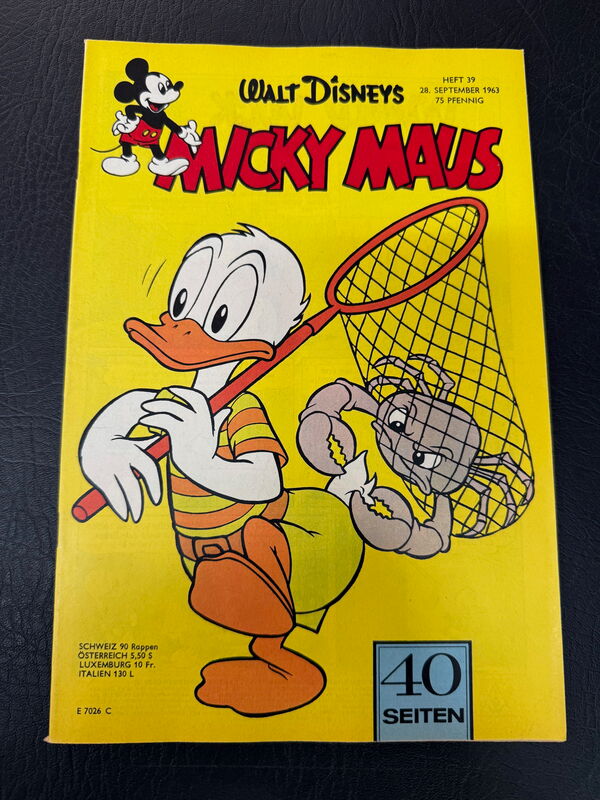 HEFT 39
28. SEPTEMBER 1963
75 PFENNIG
WALT DISNEYS
MICKY MAUS
SCHWEIZ 90 Rappen
ÖSTERREICH 5,50 S
LUXEMBURG 10 Fr.
ITALIEN 130 L
E 7026 C
40
SEITEN